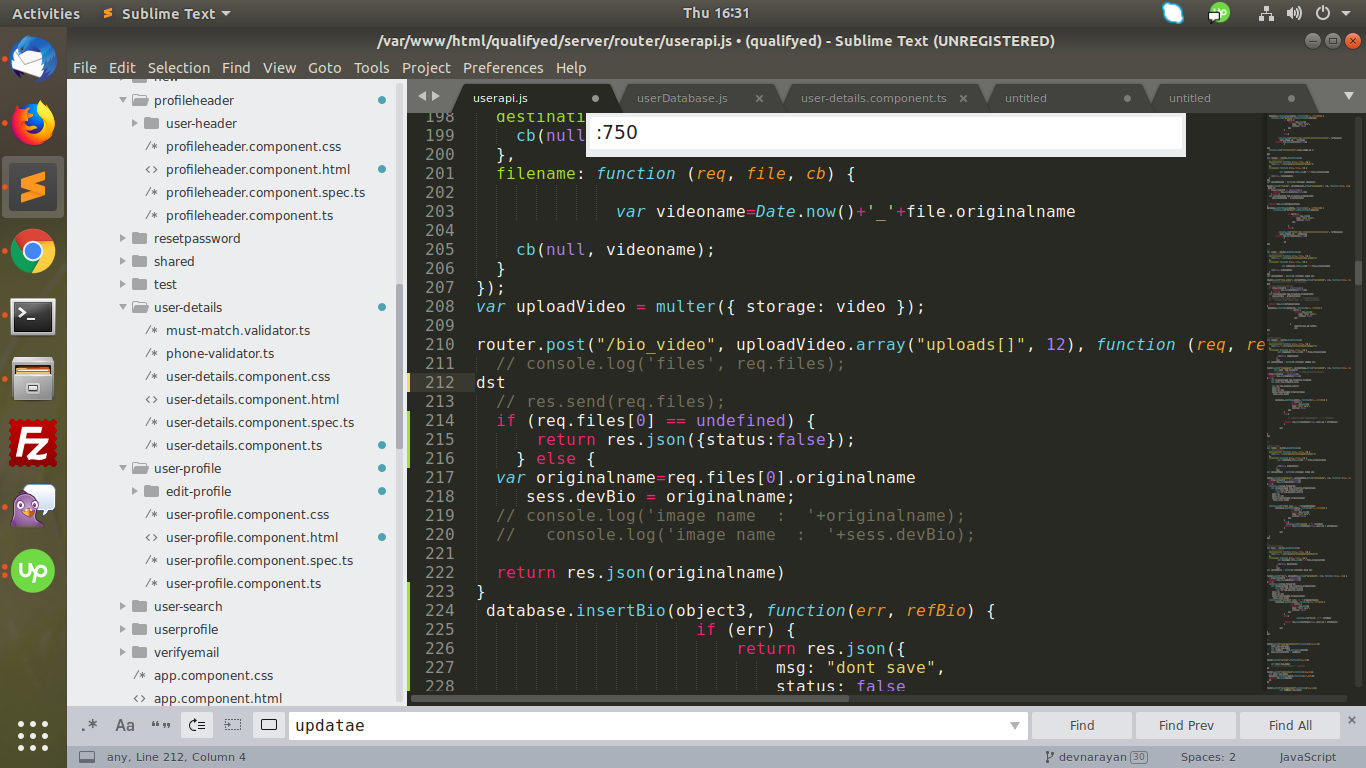 Activities Sublime Text Thu 16:31
/var/www/html/qualifyed/server/router/userapi.js • (qualifyed) - Sublime Text (UNREGISTERED)
File Edit Selection Find View Goto Tools Project Preferences Help
profileheader
user-header
profileheader.component.css
profileheader.component.html
profileheader.component.spec.ts
profileheader.component.ts
resetpassword
shared
test
user-details
must-match.validator.ts
phone-validator.ts
user-details.component.css
user-details.component.html
user-details.component.spec.ts
user-details.component.ts
user-profile
edit-profile
user-profile.component.css
user-profile.component.html
user-profile.component.spec.ts
user-profile.component.ts
user-search
userprofile
verifyemail
app.component.css
app.component.html
userapi.js userDatabase.js user-details.component.ts untitled untitled
:750
198 destinati
199 cb(null
200 },
201 filename: function (req, file, cb) {
202
203 var videoname=Date.now()+'_'+file.originalname
204
205 cb(null, videoname);
206 }
207 });
208 var uploadVideo = multer({ storage: video });
209
210 router.post("/bio_video", uploadVideo.array("uploads[]", 12), function (req, re
211 // console.log('files', req.files);
212 dst
213 // res.send(req.files);
214 if (req.files[0] == undefined) {
215 return res.json({status:false});
216 } else {
217 var originalname=req.files[0].originalname
218 sess.devBio = originalname;
219 // console.log('image name : '+originalname);
220 // console.log('image name : '+sess.devBio);
221
222 return res.json(originalname)
223 }
224 database.insertBio(object3, function(err, refBio) {
225 if (err) {
226 return res.json({
227 msg: "dont save",
228 status: false
.* Aa “” updatae Find Find Prev Find All
any, Line 212, Column 4 devnarayan 30 Spaces: 2 JavaScript